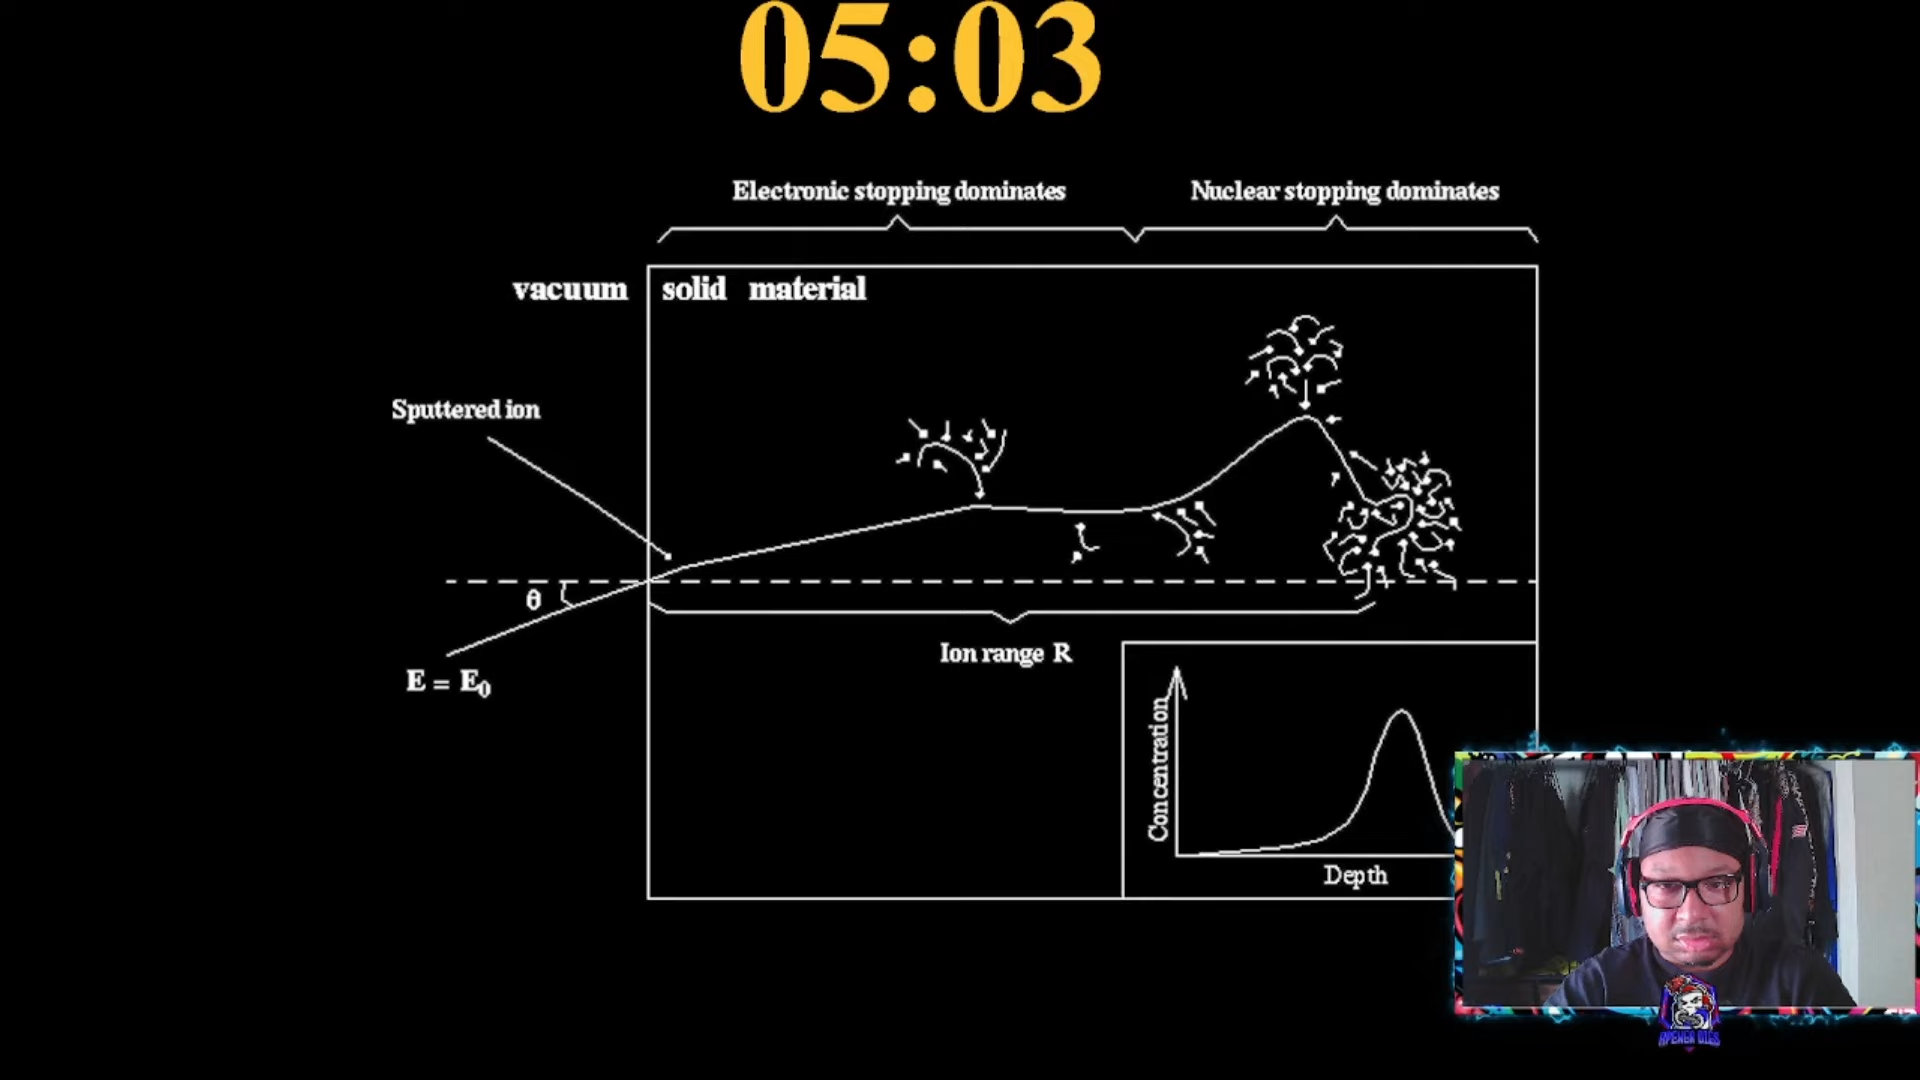 05:03
Electronic stopping dominates
Nuclear stopping dominates
vacuum
solid material
Sputtered ion
θ
Ion range R
E = E0
Concentration
Depth